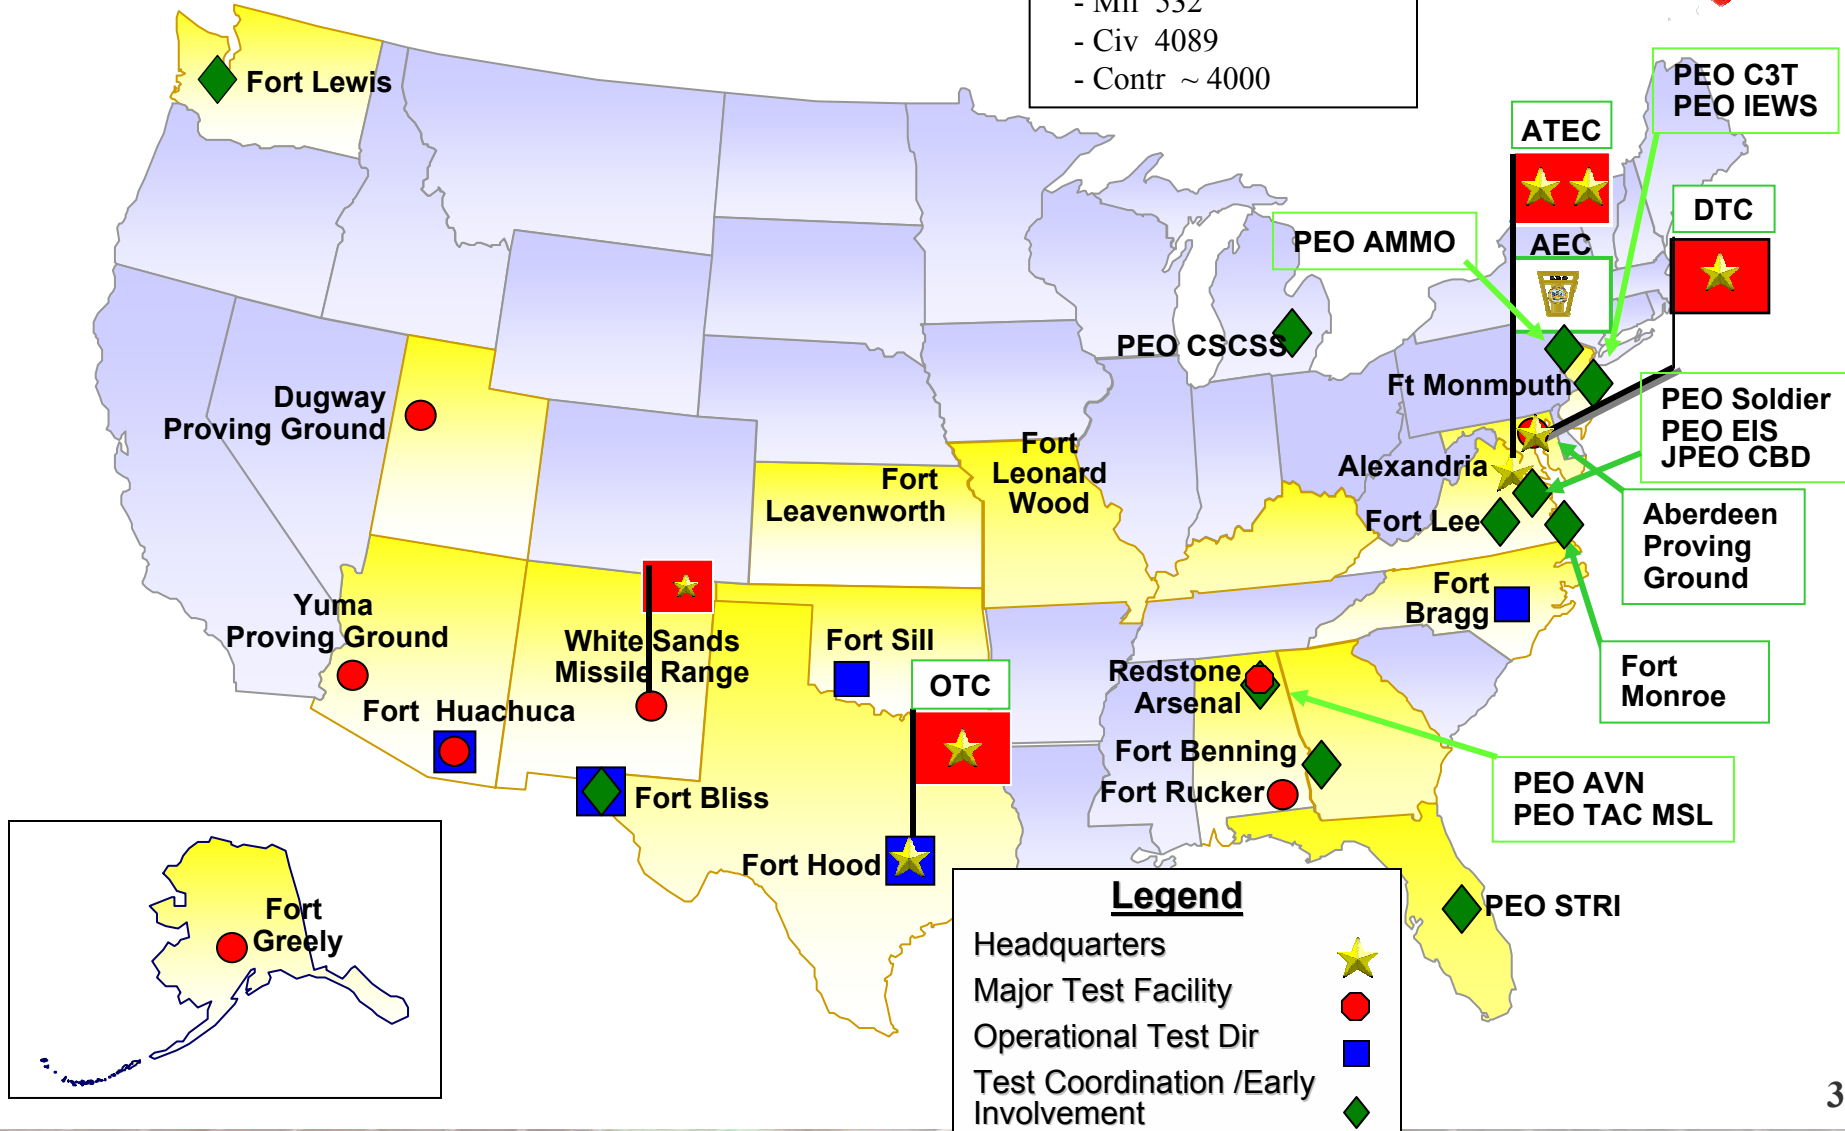 - Mil 532
- Civ 4089
- Contr ~ 4000
PEO C3T
PEO IEWS
ATEC
DTC
AEC
PEO AMMO
Fort Lewis
PEO CSCSS
Ft Monmouth
PEO Soldier
PEO EIS
JPEO CBD
Dugway
Proving Ground
Fort
Leavenworth
Fort
Leonard
Wood
Alexandria
Fort Lee
Aberdeen
Proving
Ground
Fort
Bragg
Yuma
Proving Ground
White Sands
Missile Range
Fort Sill
OTC
Redstone
Arsenal
Fort
Monroe
Fort Huachuca
Fort Benning
Fort Rucker
PEO AVN
PEO TAC MSL
Fort Bliss
Fort Hood
PEO STRI
Fort
Greely
Legend
Headquarters
Major Test Facility
Operational Test Dir
Test Coordination /Early
Involvement
3